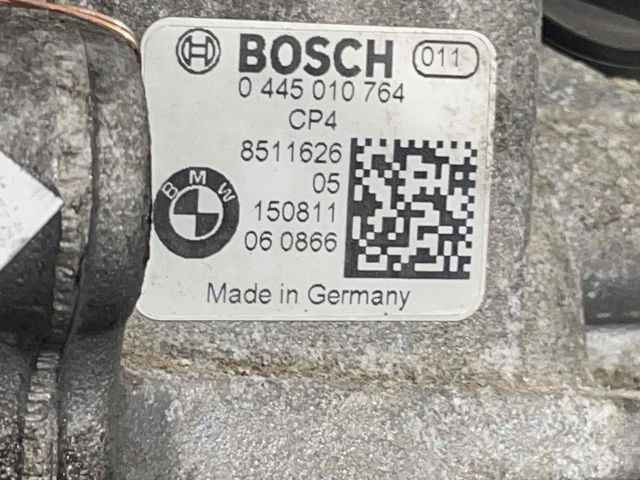 BOSCH 011
0 445 010 764
CP4
8511626
05
BMW
150811
06 0866
Made in Germany